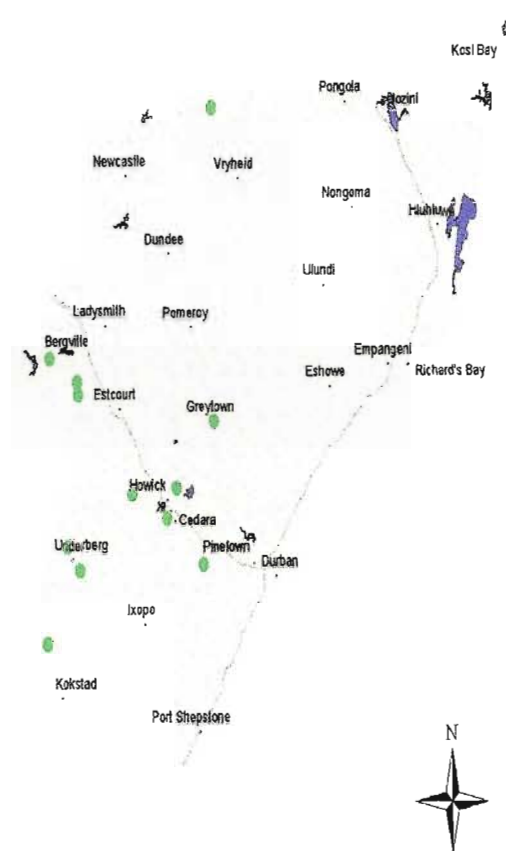 Kosi Bay
Pongola
Jozini
Newcastle
Vryheid
Nongoma
Hluhluwe
Dundee
Ulundi
Ladysmith
Pomeroy
Bergville
Empangeni
Eshowe
Richard's Bay
Estcourt
Greytown
Howick
Cedara
Underberg
Pinetown
Durban
Ixopo
Kokstad
Port Shepstone
N